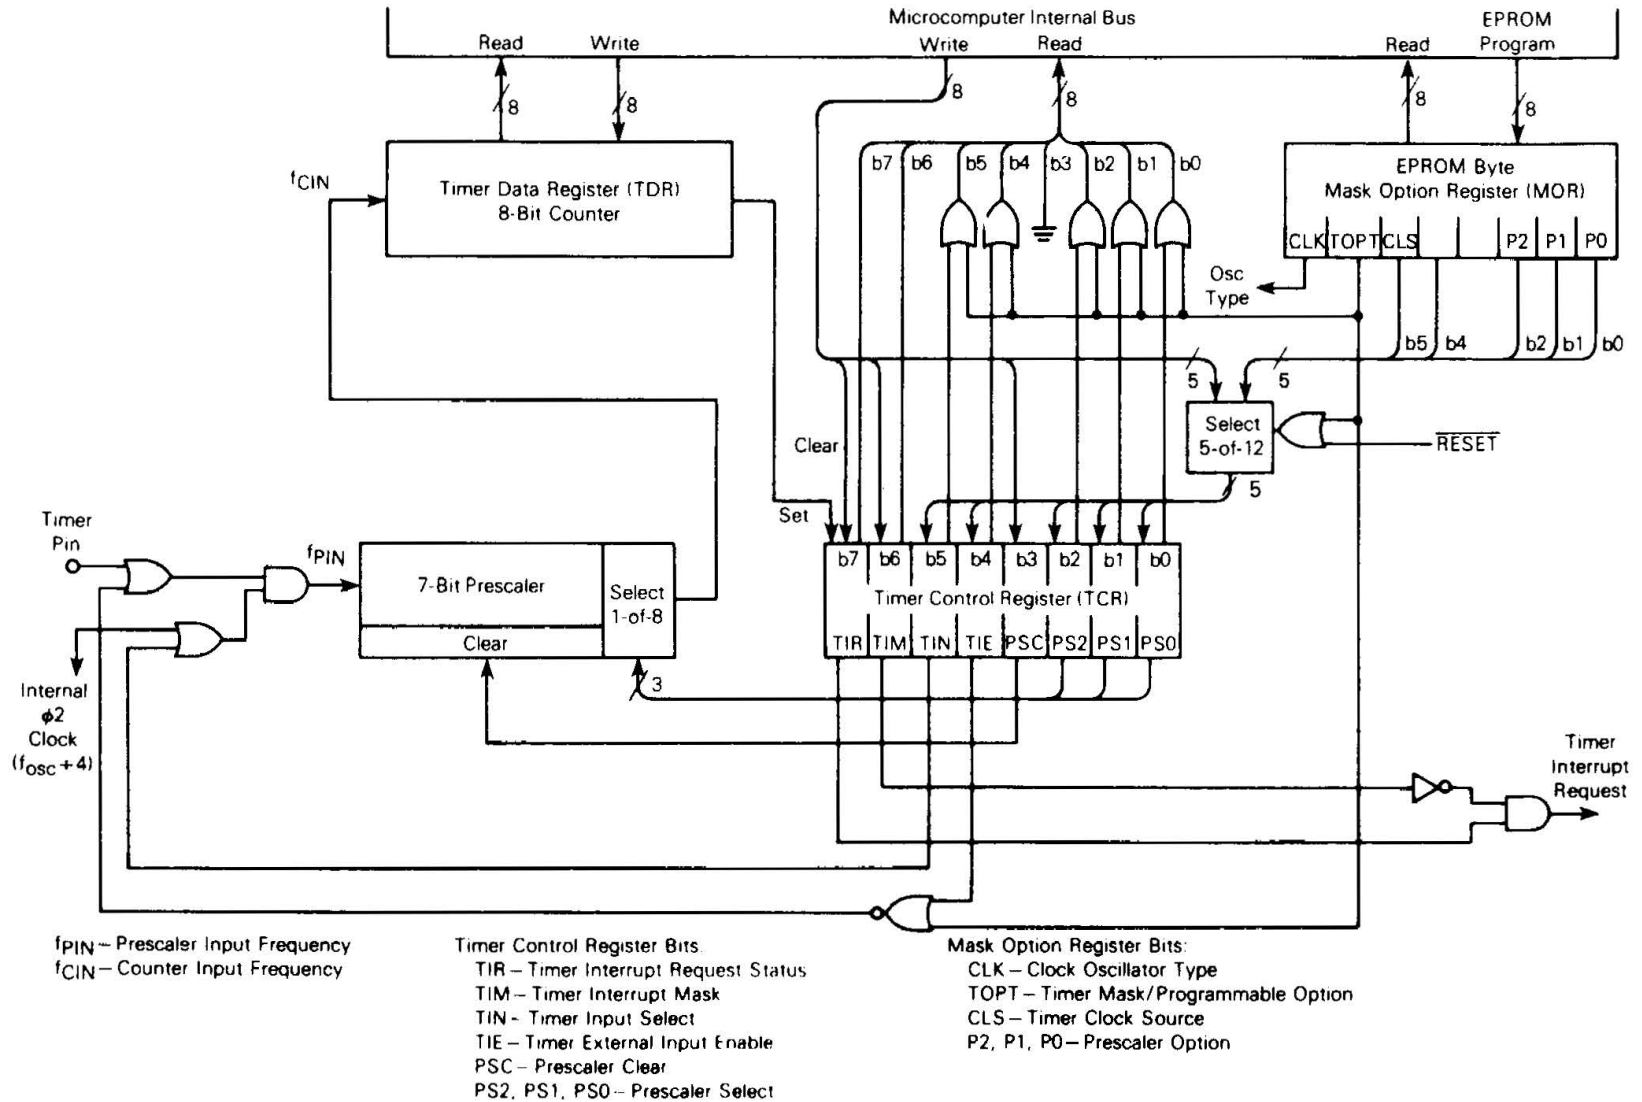 Microcomputer Internal Bus
Read
Write
Write
Read
Read
EPROM
Program
8
8
8
8
8
8
fCIN
Timer Data Register (TDR)
8-Bit Counter
b7
b6
b5
b4
b3
b2
b1
b0
EPROM Byte
Mask Option Register (MOR)
CLK
TOPT
CLS
P2
P1
P0
Osc
Type
b5
b4
b2
b1
b0
5
5
Select
5-of-12
RESET
5
Clear
Set
Timer
Pin
fPIN
7-Bit Prescaler
Clear
Select
1-of-8
3
b7
b6
b5
b4
b3
b2
b1
b0
Timer Control Register (TCR)
TIR
TIM
TIN
TIE
PSC
PS2
PS1
PS0
Internal
ϕ2
Clock
(fosc÷4)
Timer
Interrupt
Request
fPIN – Prescaler Input Frequency
fCIN – Counter Input Frequency
Timer Control Register Bits
TIR – Timer Interrupt Request Status
TIM – Timer Interrupt Mask
TIN - Timer Input Select
TIE – Timer External Input Enable
PSC – Prescaler Clear
PS2, PS1, PS0 – Prescaler Select
Mask Option Register Bits:
CLK – Clock Oscillator Type
TOPT – Timer Mask/Programmable Option
CLS – Timer Clock Source
P2, P1, P0 – Prescaler Option